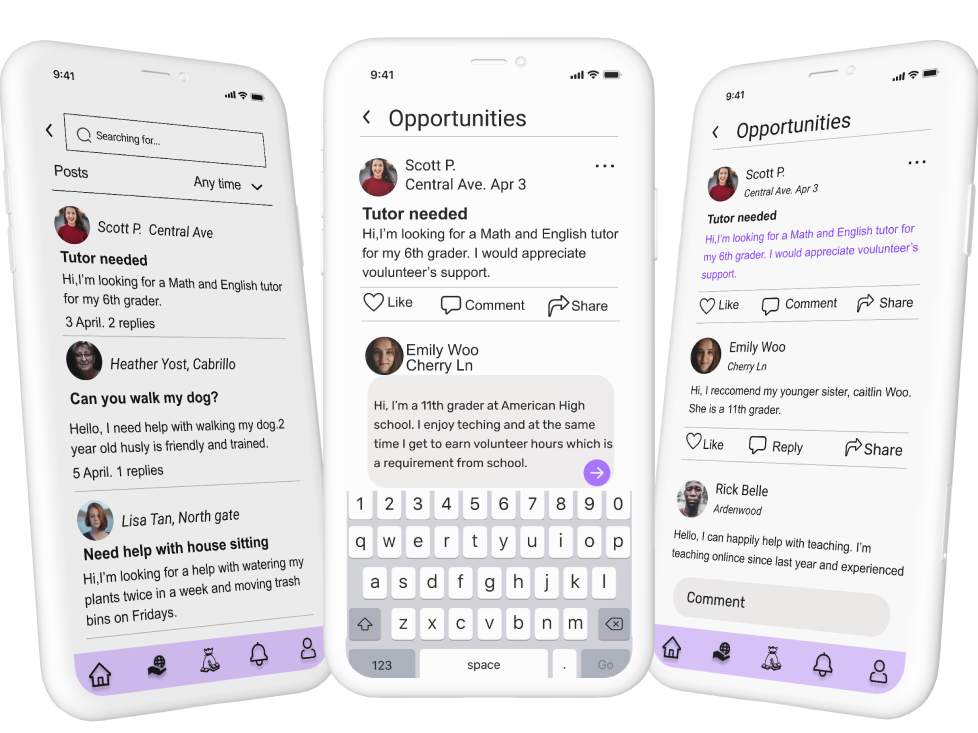 9:41
Searching for...
Posts
Any time
Scott P. Central Ave
Tutor needed
Hi,I'm looking for a Math and English tutor
for my 6th grader.
3 April. 2 replies
Heather Yost, Cabrillo
Can you walk my dog?
Hello, I need help with walking my dog.2
year old husly is friendly and trained.
5 April. 1 replies
Lisa Tan, North gate
Need help with house sitting
Hi,I'm looking for a help with watering my
plants twice in a week and moving trash
bins on Fridays.
9:41
Opportunities
Scott P.
Central Ave. Apr 3
Tutor needed
Hi,I'm looking for a Math and English tutor
for my 6th grader. I would appreciate
voulunteer's support.
Like Comment Share
Emily Woo
Cherry Ln
Hi, I'm a 11th grader at American High
school. I enjoy teching and at the same
time I get to earn volunteer hours which is
a requirement from school.
1 2 3 4 5 6 7 8 9 0
q w e r t y u i o p
a s d f g h j k l
z x c v b n m
123 space . Go
9:41
Opportunities
Scott P.
Central Ave. Apr 3
Tutor needed
Hi,I'm looking for a Math and English tutor
for my 6th grader. I would appreciate voulunteer's
support.
Like Comment Share
Emily Woo
Cherry Ln
Hi, I reccomend my younger sister, caitlin Woo.
She is a 11th grader.
Like Reply Share
Rick Belle
Ardenwood
Hello, I can happily help with teaching. I'm
teaching onlince since last year and experienced
Comment